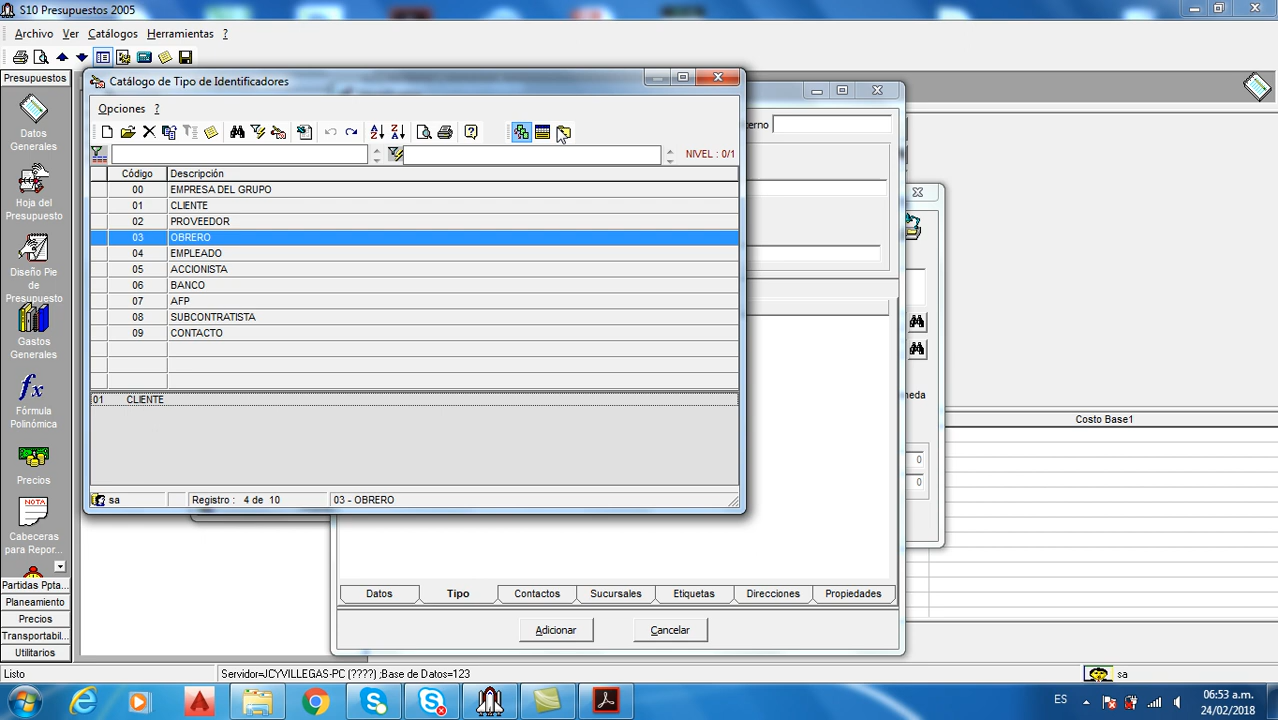 S10 Presupuestos 2005
Archivo Ver Catálogos Herramientas ?
Presupuestos
Datos
Generales
Hoja del
Presupuesto
Diseño Pie
de
Presupuesto
Gastos
Generales
fx
Fórmula
Polinómica
Precios
NOTA
Cabeceras
para Repor...
Partidas Ppta...
Planeamiento
Precios
Transportabil...
Utilitarios
Catálogo de Tipo de Identificadores
Opciones ?
NIVEL : 0/1
Código Descripción
00 EMPRESA DEL GRUPO
01 CLIENTE
02 PROVEEDOR
03 OBRERO
04 EMPLEADO
05 ACCIONISTA
06 BANCO
07 AFP
08 SUBCONTRATISTA
09 CONTACTO
01 CLIENTE
sa Registro : 4 de 10 03 - OBRERO
terno
neda
0
0
Costo Base1
Datos Tipo Contactos Sucursales Etiquetas Direcciones Propiedades
Adicionar Cancelar
Listo Servidor=JCYVILLEGAS-PC (????) ;Base de Datos=123 sa
ES 06:53 a.m.
24/02/2018